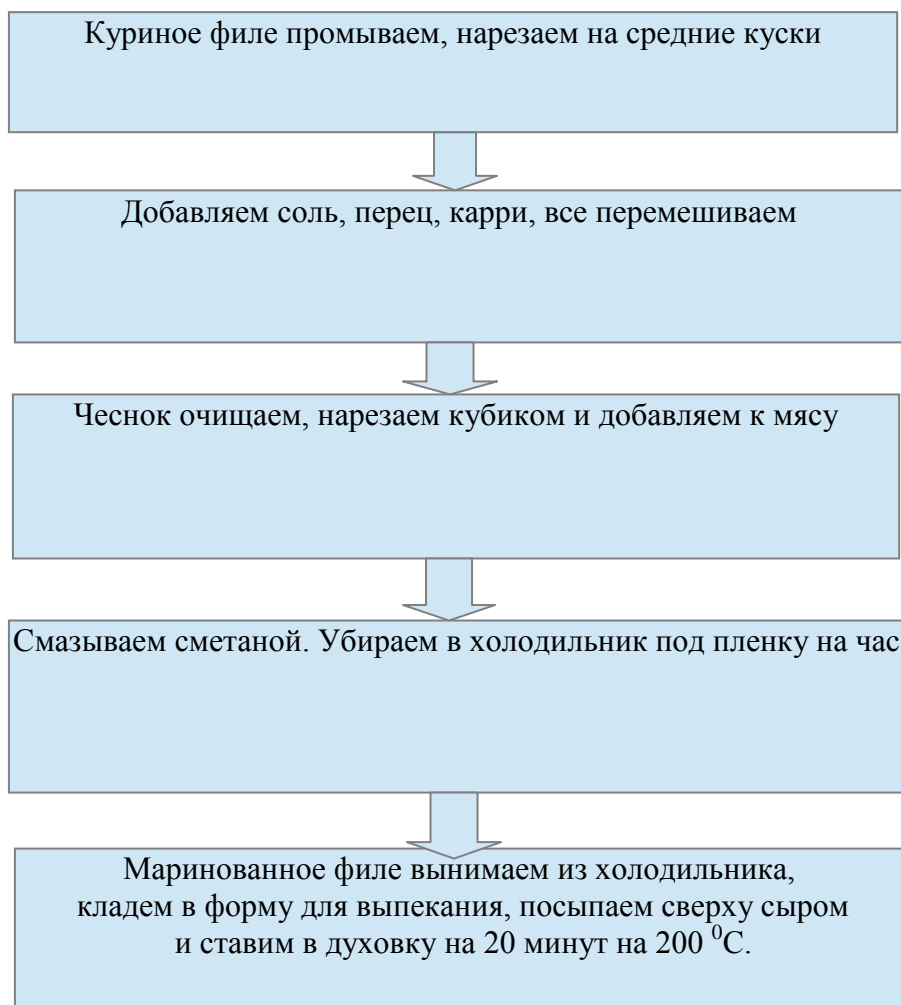 Куриное филе промываем, нарезаем на средние куски
Добавляем соль, перец, карри, все перемешиваем
Чеснок очищаем, нарезаем кубиком и добавляем к мясу
Смазываем сметаной. Убираем в холодильник под пленку на час
Маринованное филе вынимаем из холодильника,
кладем в форму для выпекания, посыпаем сверху сыром
и ставим в духовку на 20 минут на 200 ⁰С.